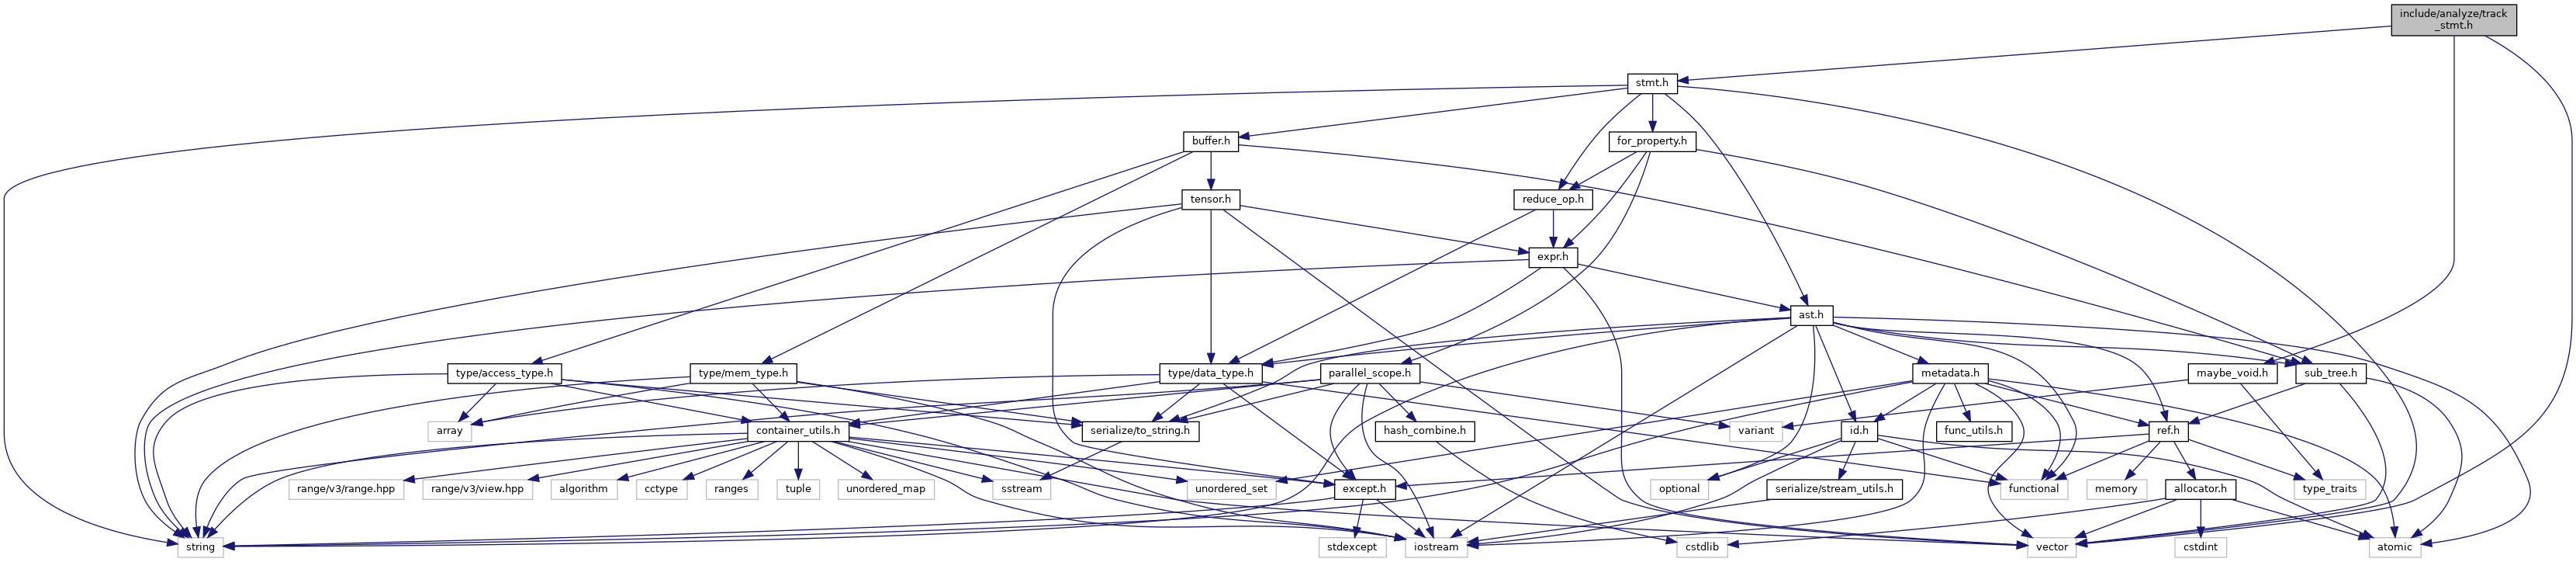 include/analyze/track
_stmt.h
stmt.h
buffer.h
for_property.h
tensor.h
reduce_op.h
expr.h
ast.h
type/access_type.h
type/mem_type.h
type/data_type.h
parallel_scope.h
metadata.h
maybe_void.h
sub_tree.h
array
container_utils.h
serialize/to_string.h
hash_combine.h
variant
id.h
func_utils.h
ref.h
range/v3/range.hpp
range/v3/view.hpp
algorithm
cctype
ranges
tuple
unordered_map
sstream
unordered_set
except.h
optional
serialize/stream_utils.h
functional
memory
allocator.h
type_traits
string
stdexcept
iostream
cstdlib
vector
cstdint
atomic